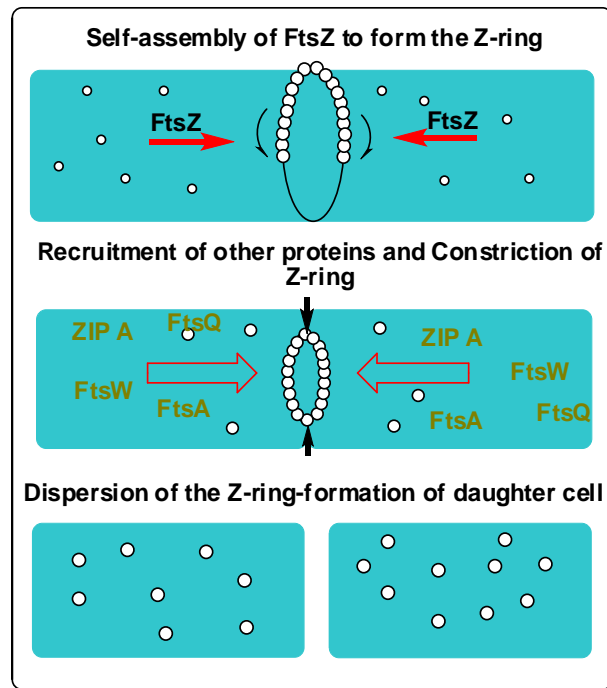 Self-assembly of FtsZ to form the Z-ring
FtsZ
FtsZ
Recruitment of other proteins and Constriction of
Z-ring
ZIP A
FtsQ
FtsW
FtsA
ZIP A
FtsW
FtsA
FtsQ
Dispersion of the Z-ring-formation of daughter cell